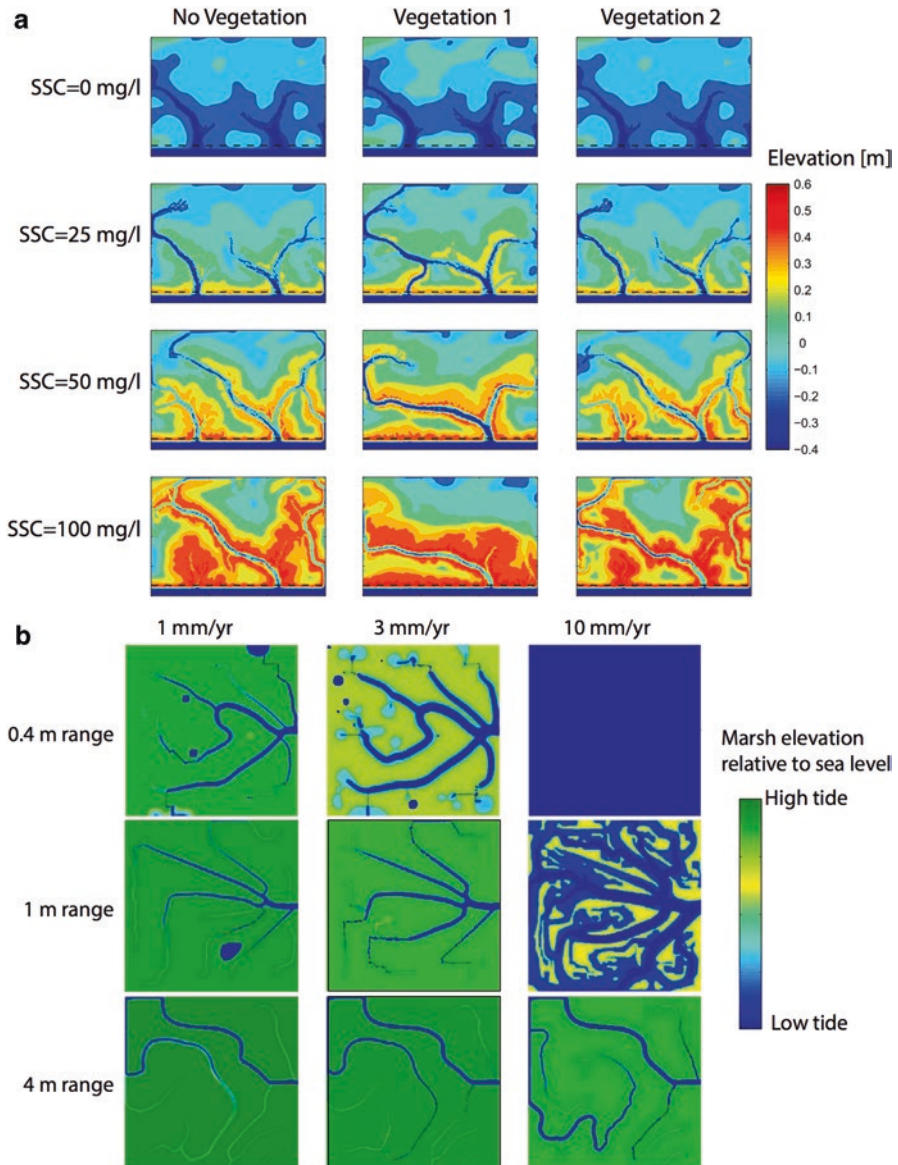 a
No Vegetation Vegetation 1 Vegetation 2
SSC=0 mg/l
SSC=25 mg/l
SSC=50 mg/l
SSC=100 mg/l
Elevation [m]
0.6
0.5
0.4
0.3
0.2
0.1
0
−0.1
−0.2
−0.3
−0.4
b
1 mm/yr 3 mm/yr 10 mm/yr
0.4 m range
1 m range
4 m range
Marsh elevation
relative to sea level
High tide
Low tide